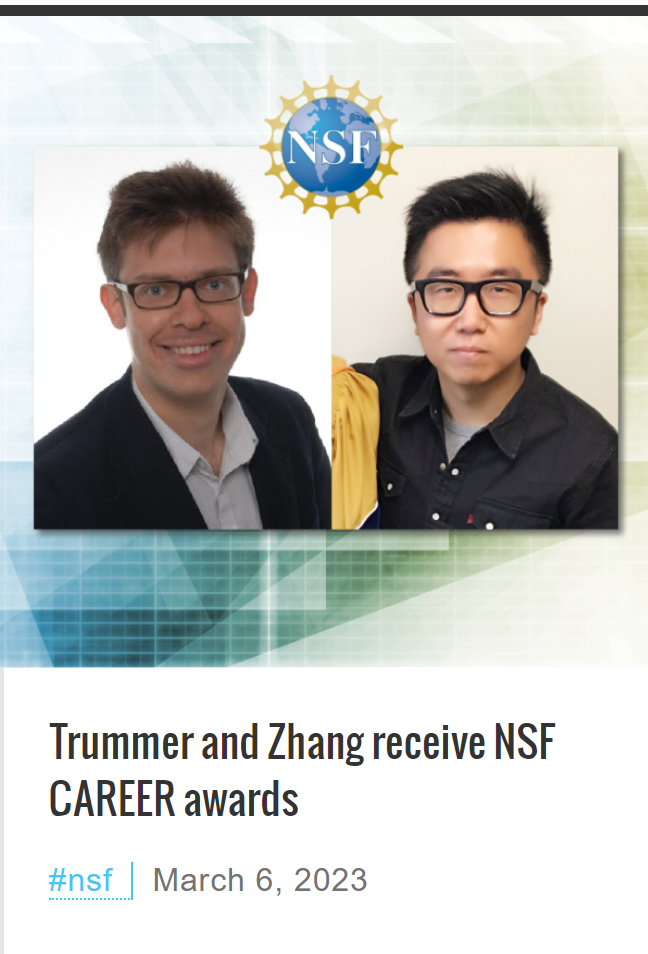 NSF
Trummer and Zhang receive NSF
CAREER awards
#nsf
March 6, 2023